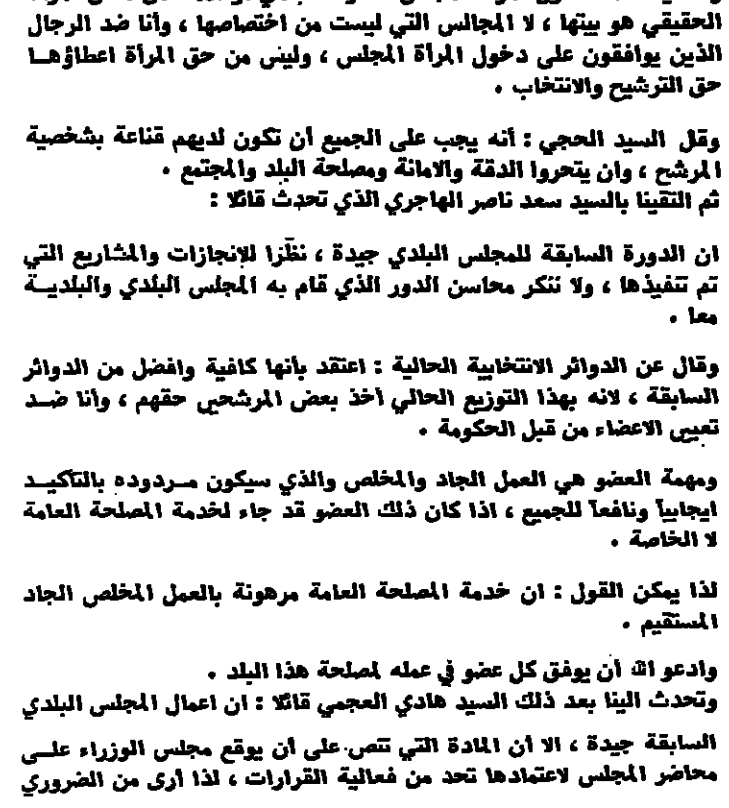 الحقيقي هو بيتها ، لا المجالس التي ليست من اختصاصها ، وأنا ضد الرجال
الذين يوافقون على دخول المرأة المجلس ، وليس من حق المرأة اعطاؤهـــا
حق الترشيح والانتخاب .
وقل السيد الحجي : أنه يجب على الجميع أن تكون لديهم قناعة بشخصية
المرشح ، وان يتحروا الدقة والامانة ومصلحة البلد والمجتمع .
ثم التقينا بالسيد سعد ناصر الهاجري الذي تحدث قائلا :
ان الدورة السابقة للمجلس البلدي جيدة ، نظرا للإنجازات والمشاريع التي
تم تنفيذها ، ولا ننكر محاسن الدور الذي قام به المجلس البلدي والبلديــة
معا .
وقال عن الدوائر الانتخابية الحالية : اعتقد بأنها كافية وافضل من الدوائر
السابقة ، لانه بهذا التوزيع الحالي أخذ بعض المرشحين حقهم ، وأنا ضــد
تعيين الاعضاء من قبل الحكومة .
ومهمة العضو هي العمل الجاد والمخلص والذي سيكون مــردوده بالتأكيــد
ايجابياً ونافعاً للجميع ، اذا كان ذلك العضو قد جاء لخدمة المصلحة العامة
لا الخاصة .
لذا يمكن القول : ان خدمة المصلحة العامة مرهونة بالعمل المخلص الجاد
المستقيم .
وادعو الله أن يوفق كل عضو في عمله لمصلحة هذا البلد .
وتحدث الينا بعد ذلك السيد هادي العجمي قائلا : ان اعمال المجلس البلدي
السابقة جيدة ، الا أن المادة التي تنص على أن يوقع مجلس الوزراء علــى
محاضر المجلس لاعتمادها تحد من فعالية القرارات ، لذا أرى من الضروري